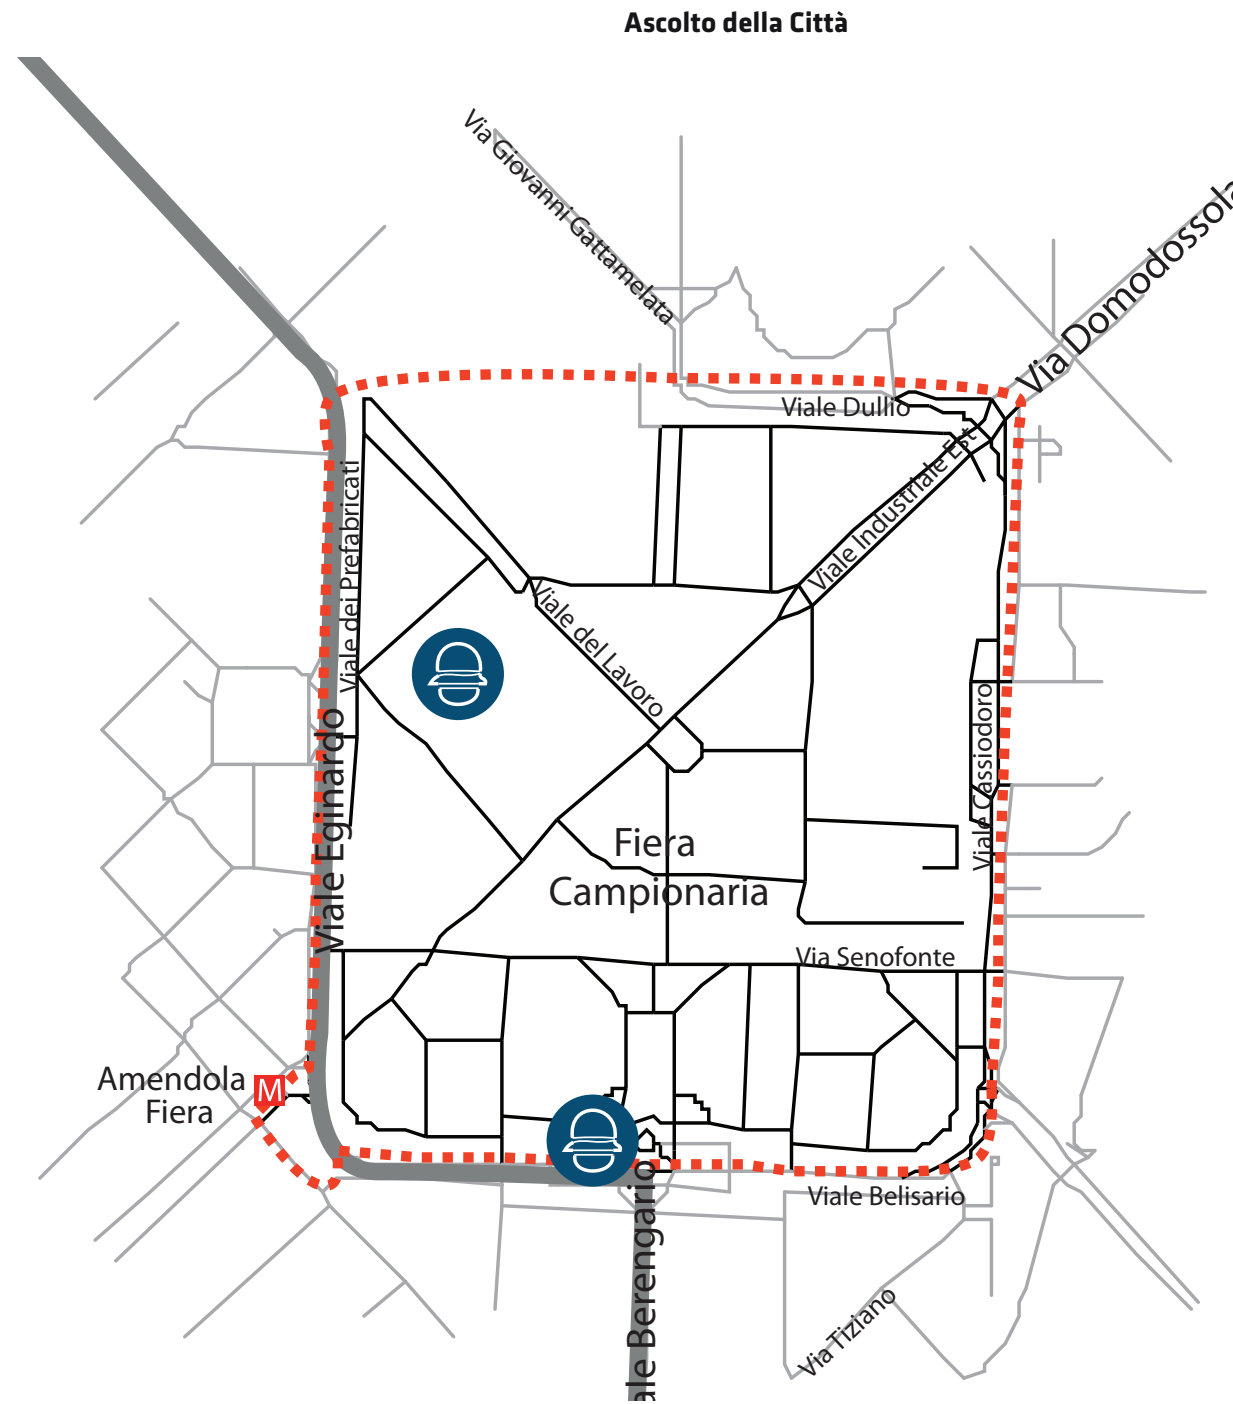 Ascolto della Città
Via Giovanni Gattamelata
Via Domodossola
Viale Dullio
Viale Industriale Est
Viale dei Prefabricati
Viale del Lavoro
Viale Cassiodoro
Viale Eginardo
Fiera
Campionaria
Via Senofonte
Amendola
Fiera
M
Viale Belisario
ale Berengario
Via Tiziano